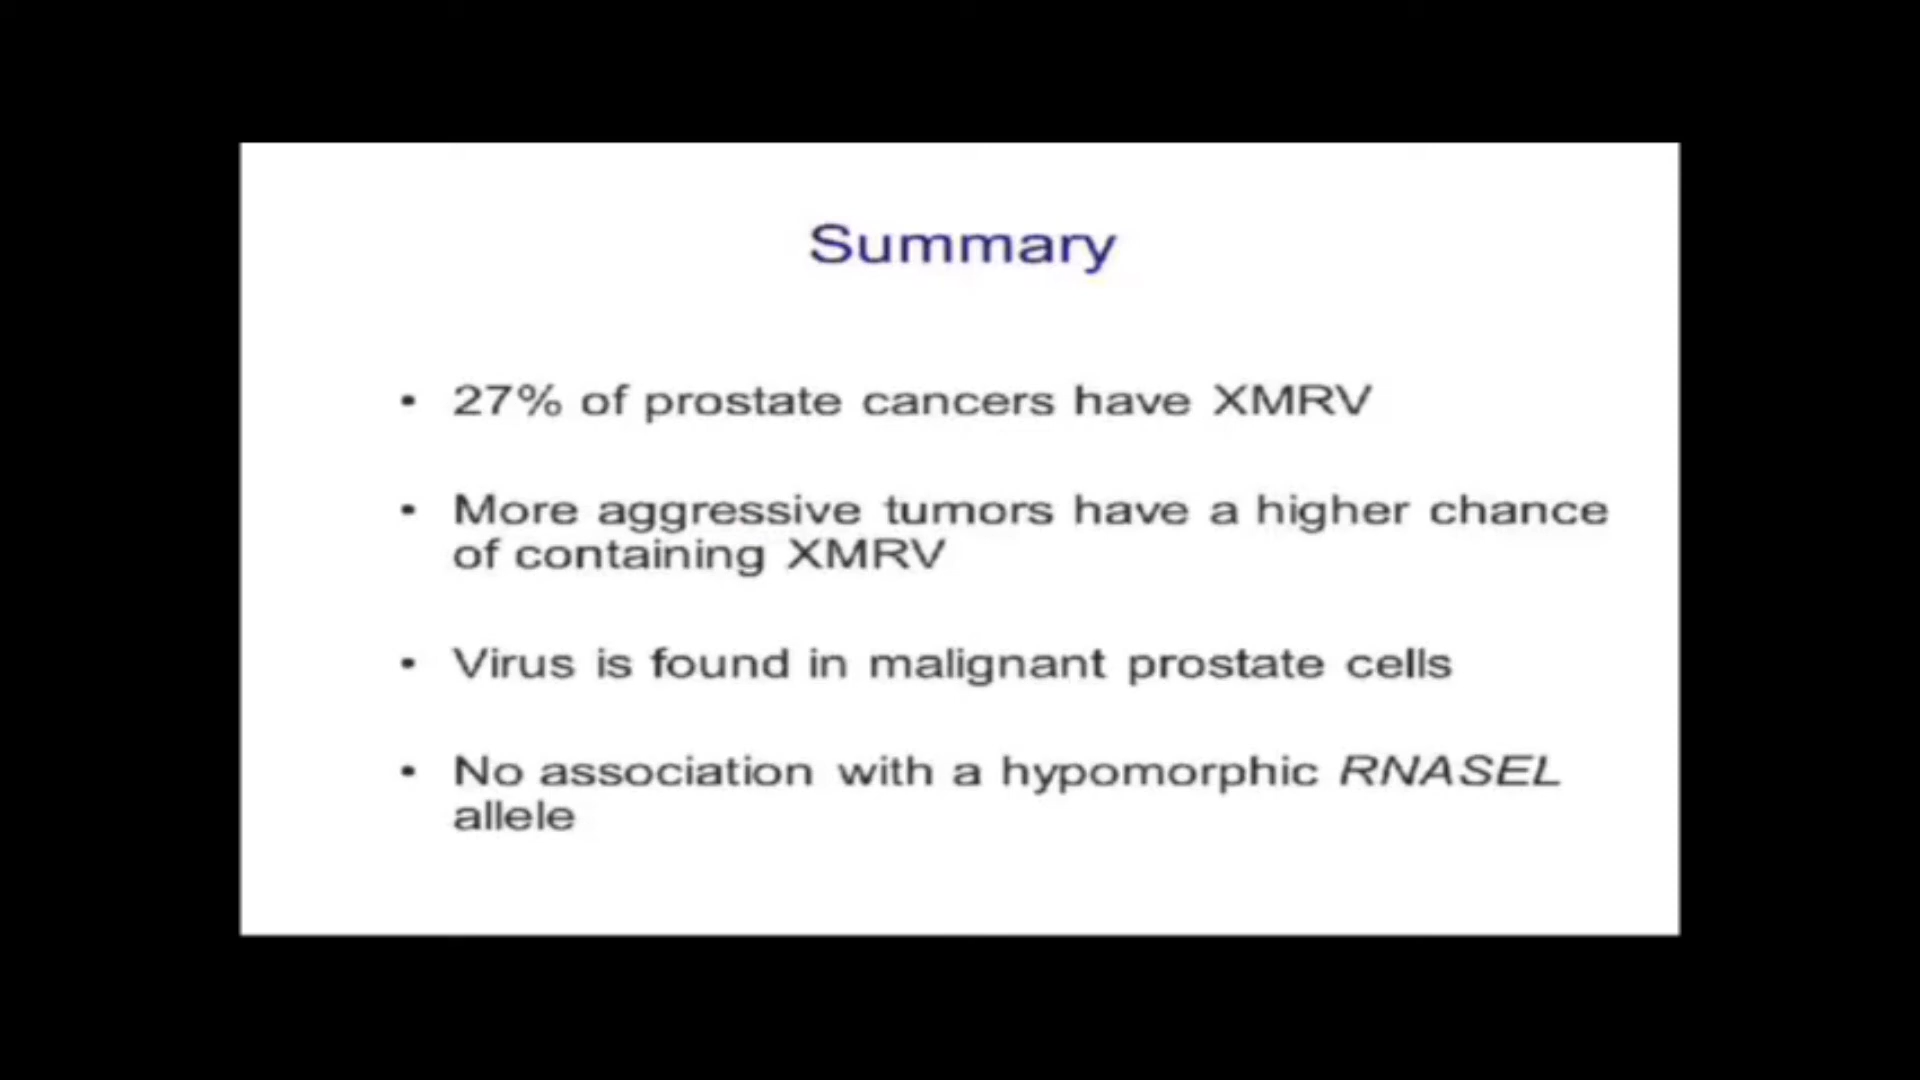 Summary
• 27% of prostate cancers have XMRV
• More aggressive tumors have a higher chance
of containing XMRV
• Virus is found in malignant prostate cells
• No association with a hypomorphic RNASEL
allele